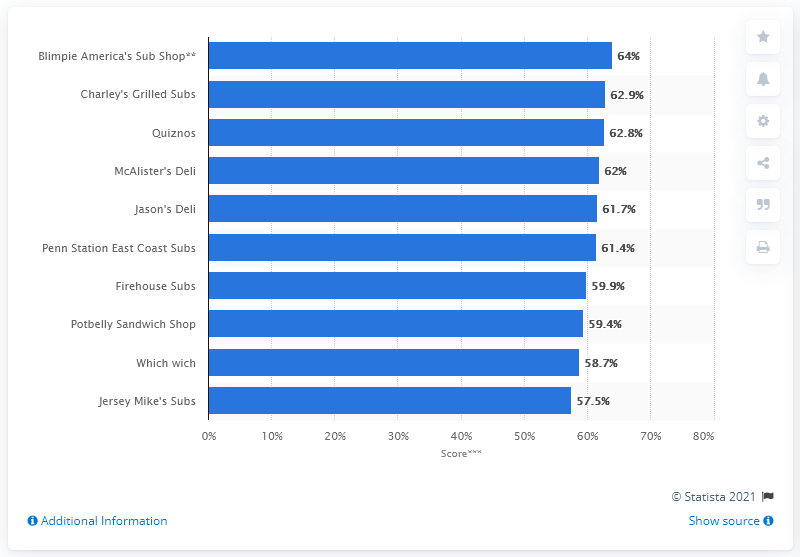 Blimpie America's Sub Shop** 64%
Charley's Grilled Subs 62.9%
Quiznos 62.8%
McAlister's Deli 62%
Jason's Deli 61.7%
Penn Station East Coast Subs 61.4%
Firehouse Subs 59.9%
Potbelly Sandwich Shop 59.4%
Which wich 58.7%
Jersey Mike's Subs 57.5%
0% 10% 20% 30% 40% 50% 60% 70% 80%
Score***
© Statista 2021
Additional Information Show source